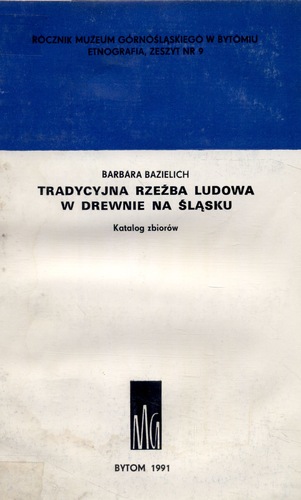 ROCZNIK MUZEUM GÓRNOŚLĄSKIEGO W BYTOMIU
ETNOGRAFIA, ZESZYT NR 9
BARBARA BAZIELICH
TRADYCYJNA RZEŹBA LUDOWA
W DREWNIE NA ŚLĄSKU
Katalog zbiorów
MG
BYTOM 1991